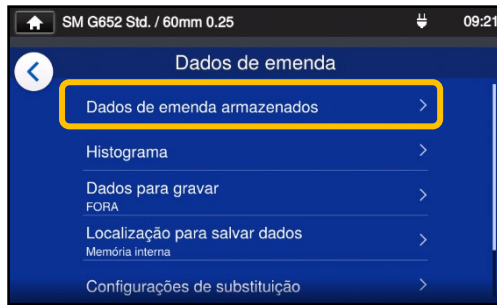 SM G652 Std. / 60mm 0.25 09:21
Dados de emenda
Dados de emenda armazenados
Histograma
Dados para gravar
FORA
Localização para salvar dados
Memória interna
Configurações de substituição